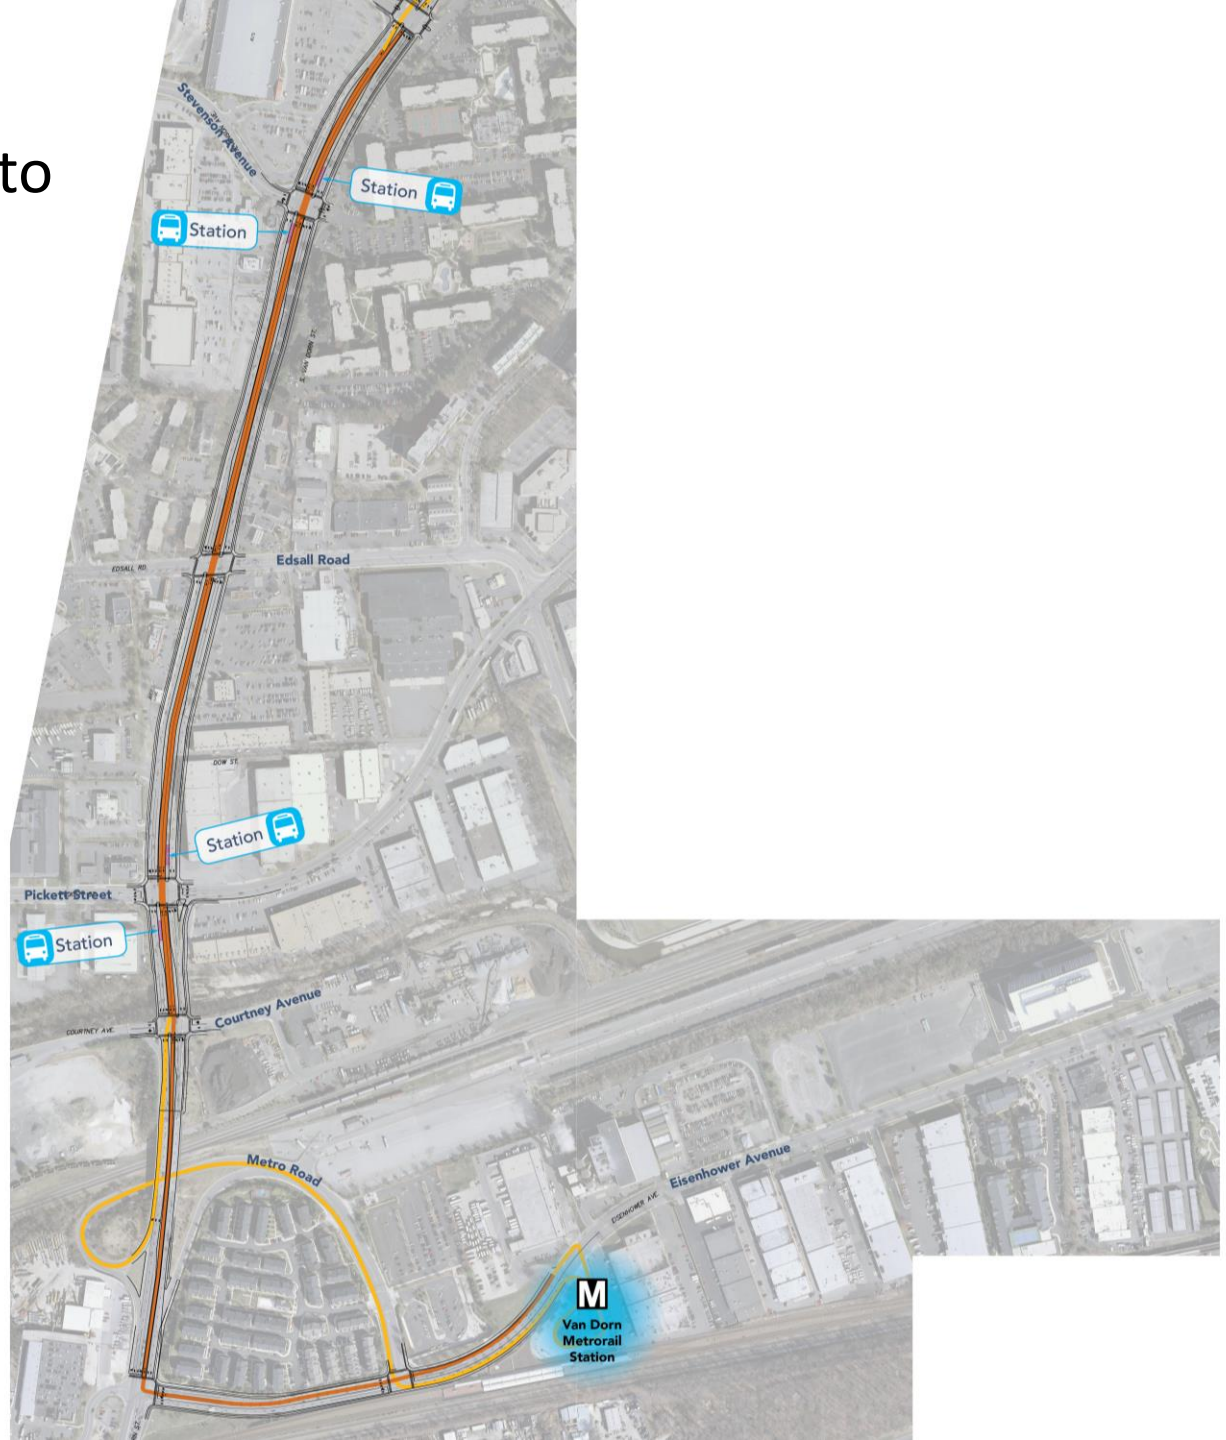 to
Stevenson Avenue
Station
Station
S. VAN DORN ST.
EDSALL RD.
Edsall Road
DOW ST.
Station
Pickett Street
Station
Courtney Avenue
COURTNEY AVE.
Metro Road
Eisenhower Avenue
EISENHOWER AVE.
M
Van Dorn
Metrorail
Station